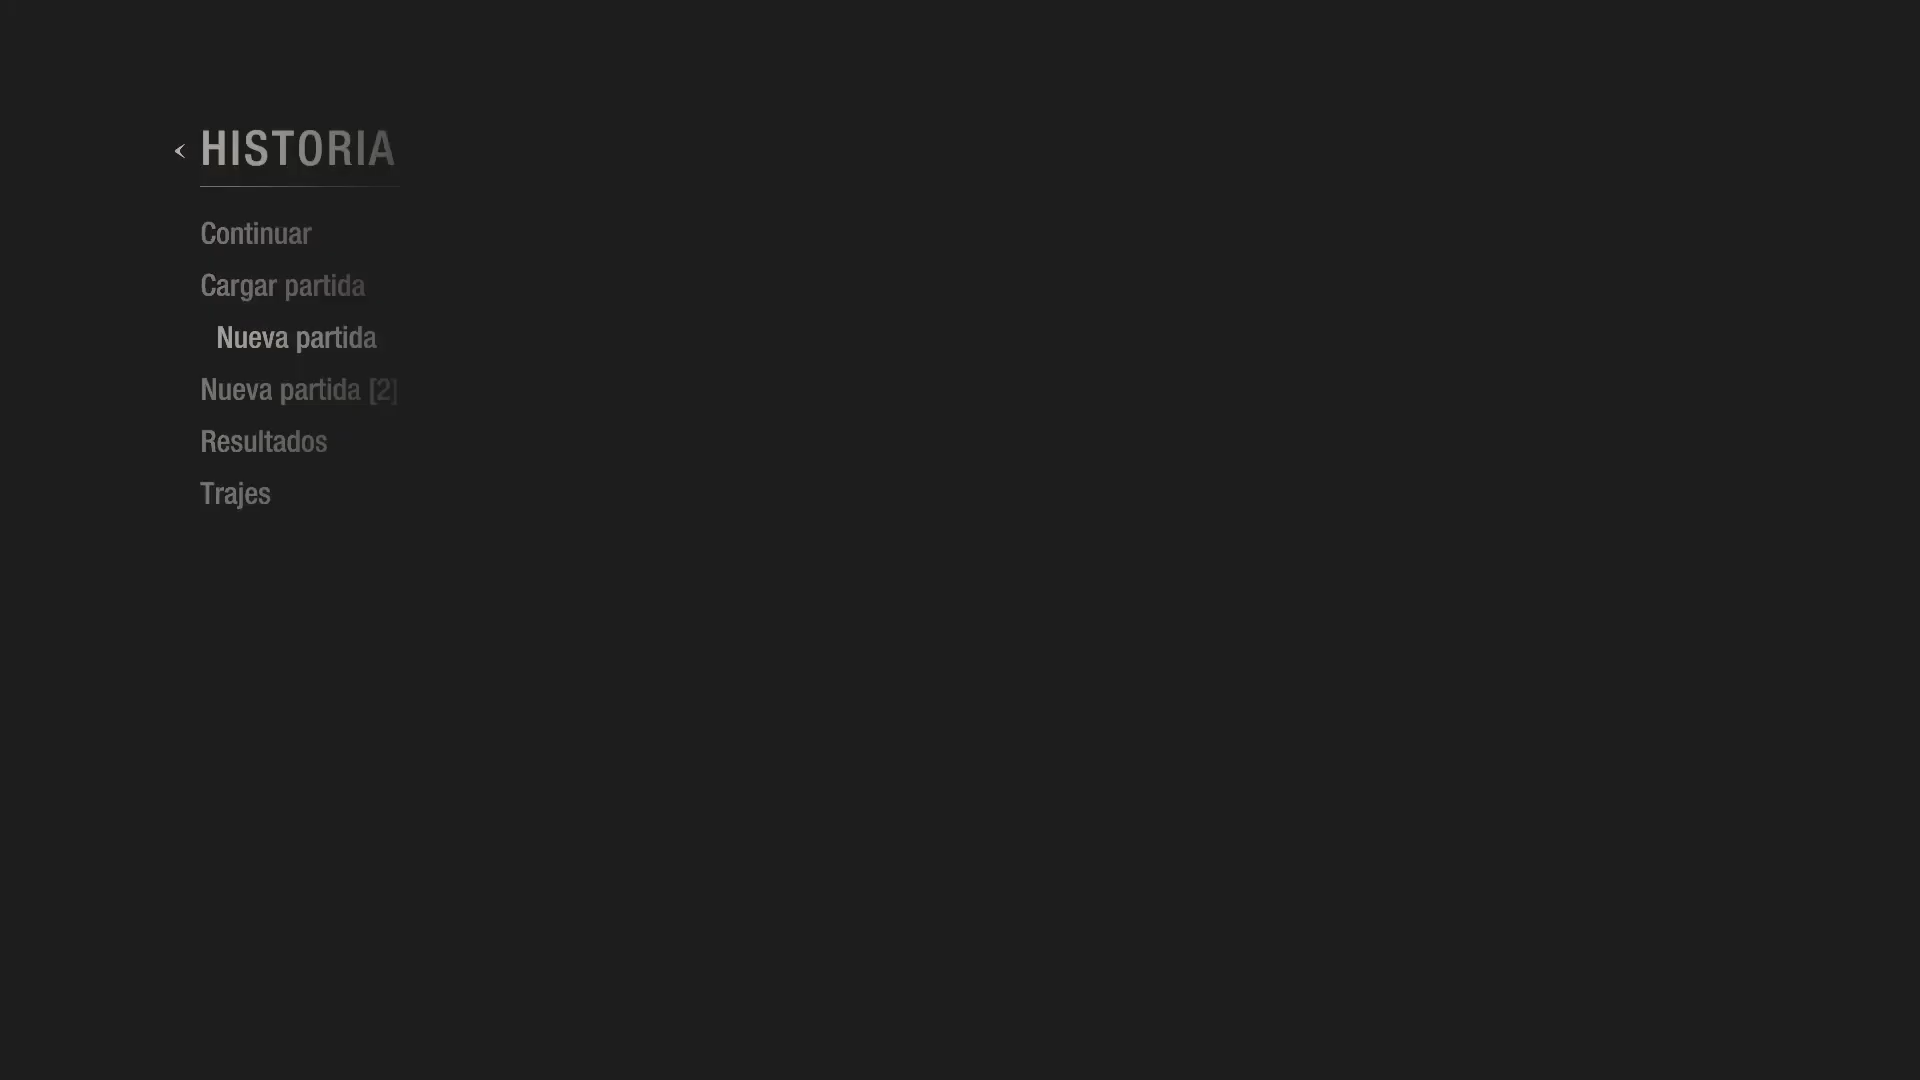 HISTORIA
Continuar
Cargar partida
Nueva partida
Nueva partida [2]
Resultados
Trajes